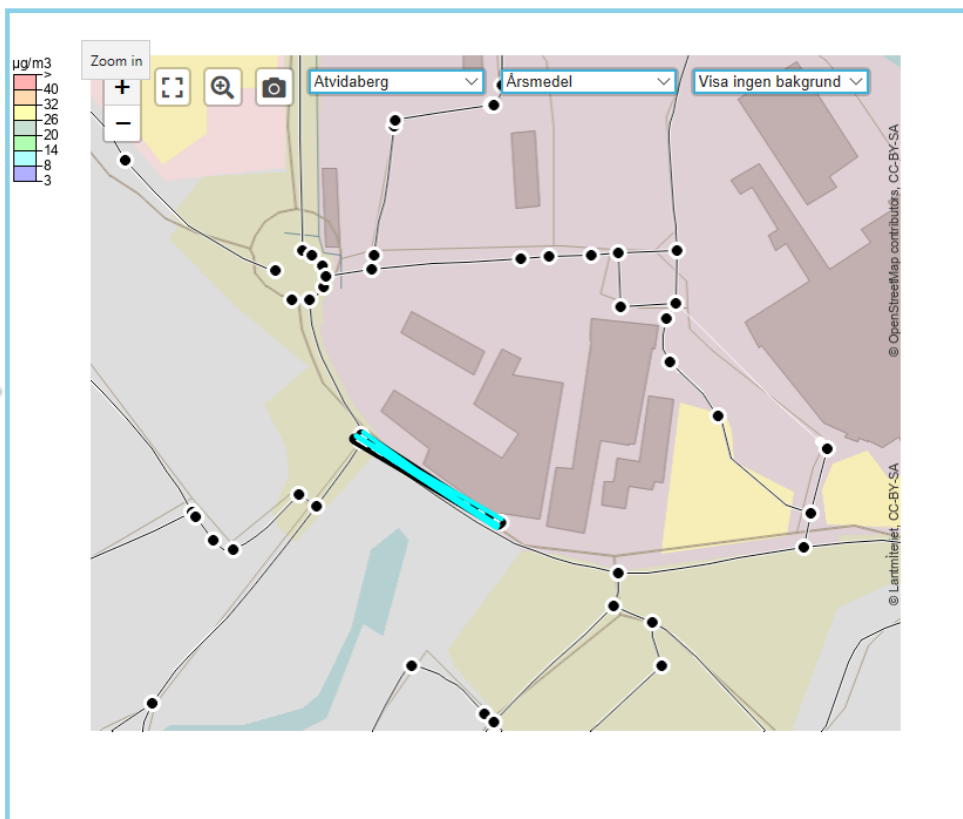 µg/m3
>
40
32
26
20
14
8
3
Zoom in
+
−
Atvidaberg
Årsmedel
Visa ingen bakgrund
© OpenStreetMap contributors, CC-BY-SA
© Lantmäteriet, CC-BY-SA